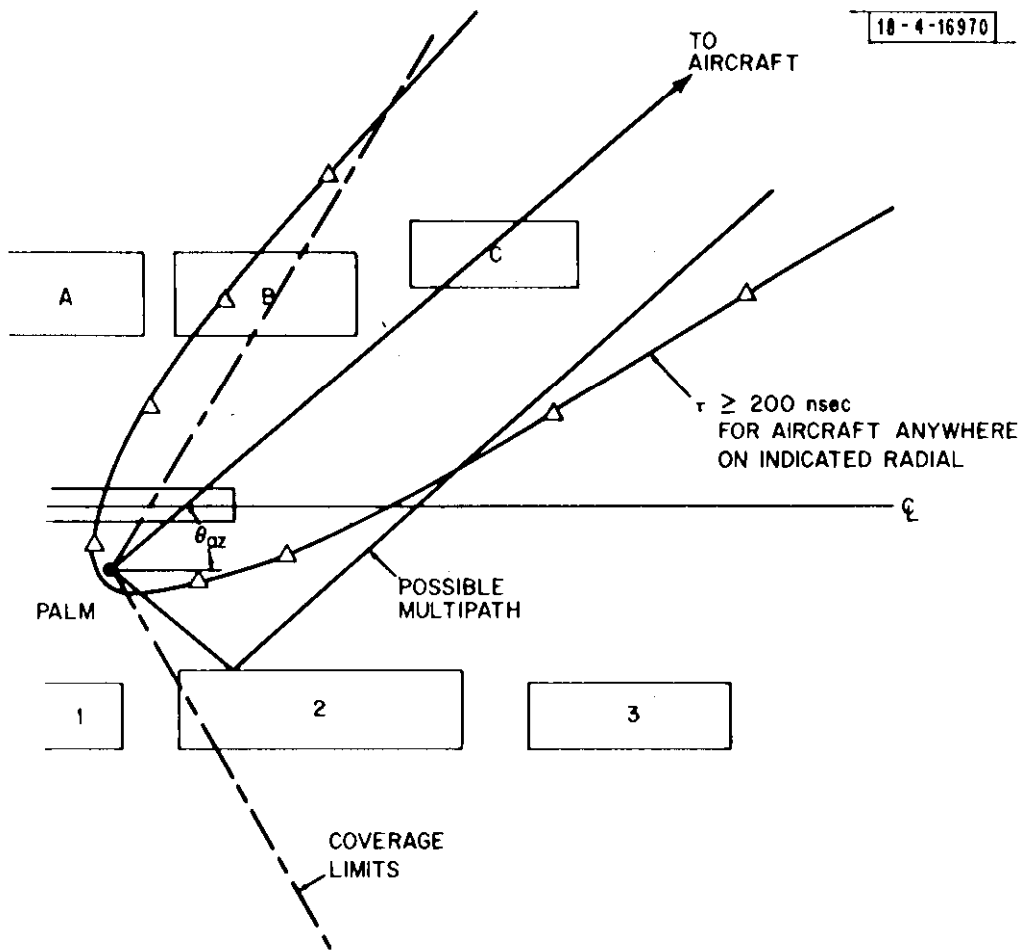 18-4-16970
TO
AIRCRAFT
A
B
C
τ ≥ 200 nsec
FOR AIRCRAFT ANYWHERE
ON INDICATED RADIAL
℄
θaz
PALM
POSSIBLE
MULTIPATH
1
2
3
COVERAGE
LIMITS